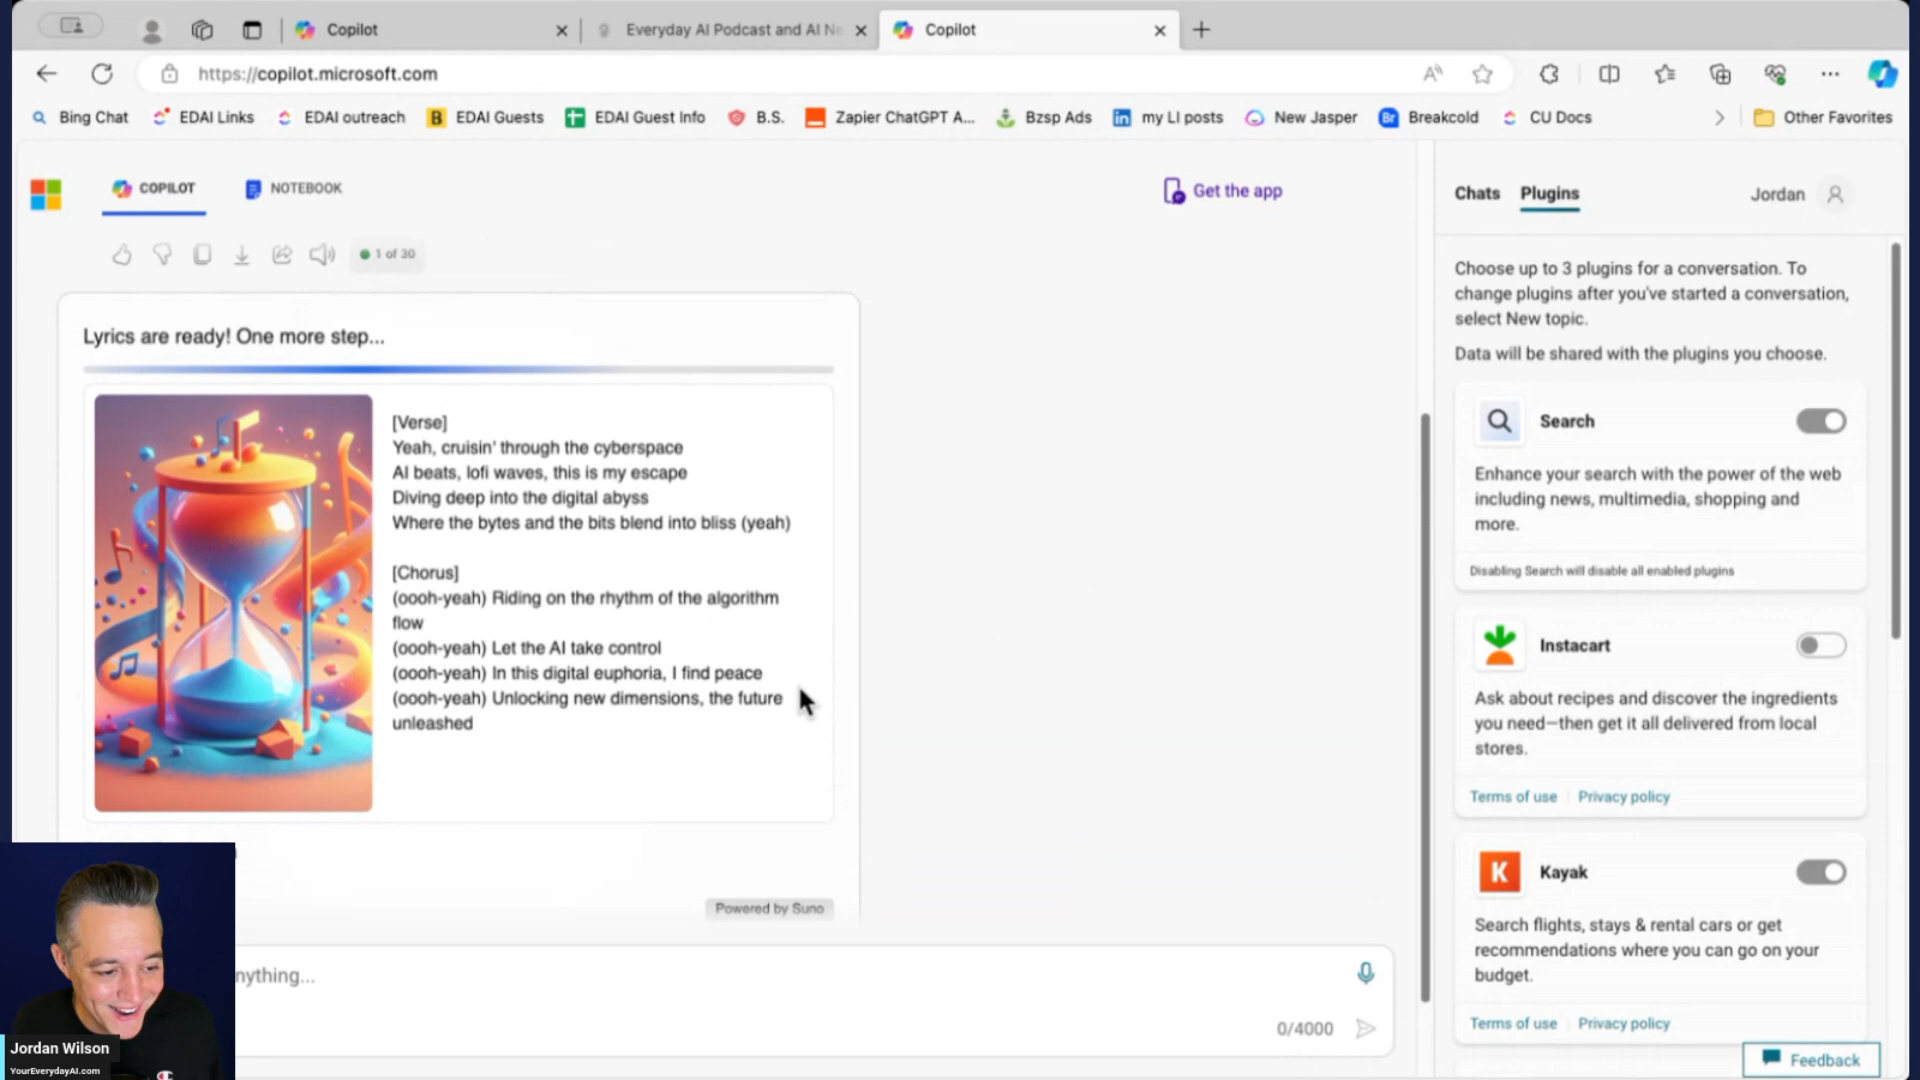 Copilot
Everyday AI Podcast and AI Ne
Copilot
https://copilot.microsoft.com
Bing Chat
EDAI Links
EDAI outreach
EDAI Guests
EDAI Guest Info
B.S.
Zapier ChatGPT A...
Bzsp Ads
my LI posts
New Jasper
Breakcold
CU Docs
Other Favorites
COPILOT
NOTEBOOK
Get the app
Chats
Plugins
Jordan
1 of 30
Lyrics are ready! One more step...
[Verse]
Yeah, cruisin' through the cyberspace
AI beats, lofi waves, this is my escape
Diving deep into the digital abyss
Where the bytes and the bits blend into bliss (yeah)
[Chorus]
(oooh-yeah) Riding on the rhythm of the algorithm
flow
(oooh-yeah) Let the AI take control
(oooh-yeah) In this digital euphoria, I find peace
(oooh-yeah) Unlocking new dimensions, the future
unleashed
Powered by Suno
nything...
0/4000
Choose up to 3 plugins for a conversation. To
change plugins after you've started a conversation,
select New topic.
Data will be shared with the plugins you choose.
Search
Enhance your search with the power of the web
including news, multimedia, shopping and
more.
Disabling Search will disable all enabled plugins
Instacart
Ask about recipes and discover the ingredients
you need—then get it all delivered from local
stores.
Terms of use
Privacy policy
K
Kayak
Search flights, stays & rental cars or get
recommendations where you can go on your
budget.
Terms of use
Privacy policy
Feedback
Jordan Wilson
YourEverydayAI.com